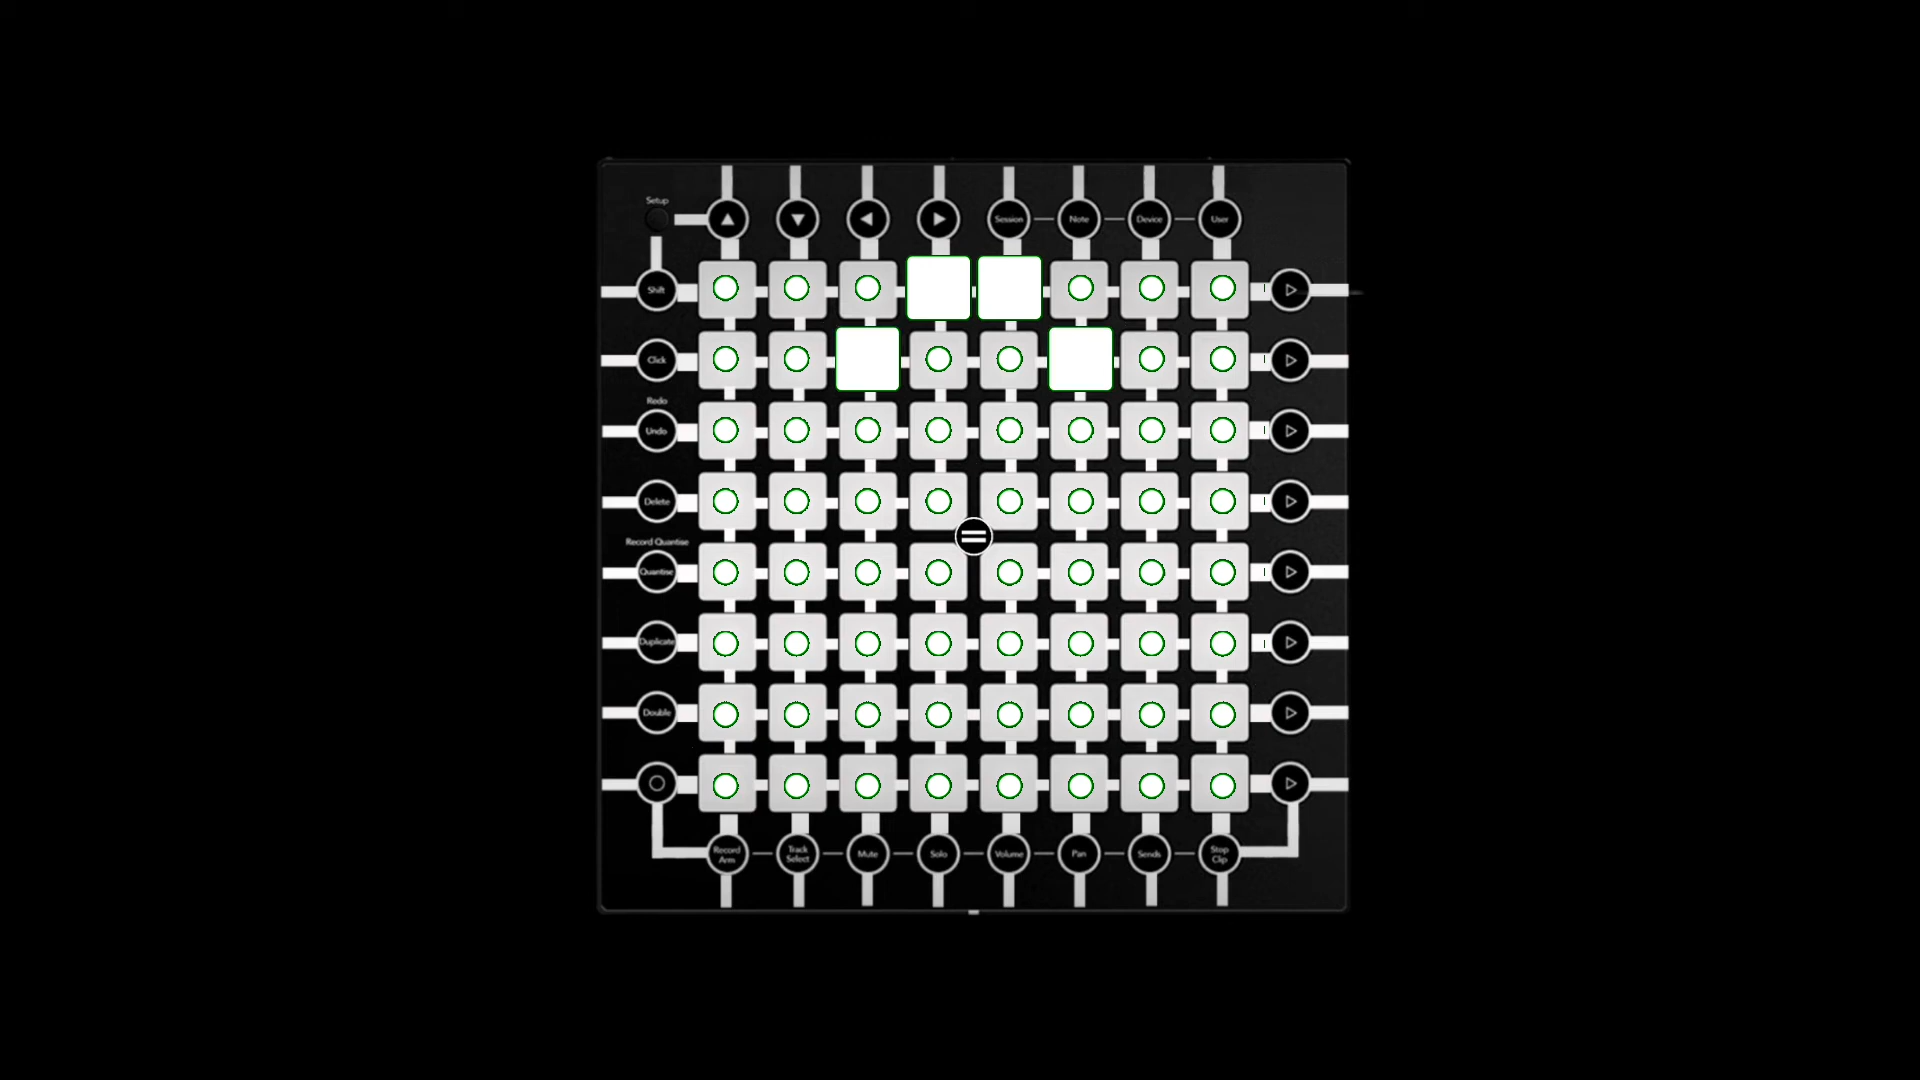 Setup
Session Note Device User
Shift
Click
Redo
Undo
Delete
Record Quantise
Quantise
Duplicate
Double
Record Arm
Track Select
Mute
Solo
Volume
Pan
Sends
Stop Clip